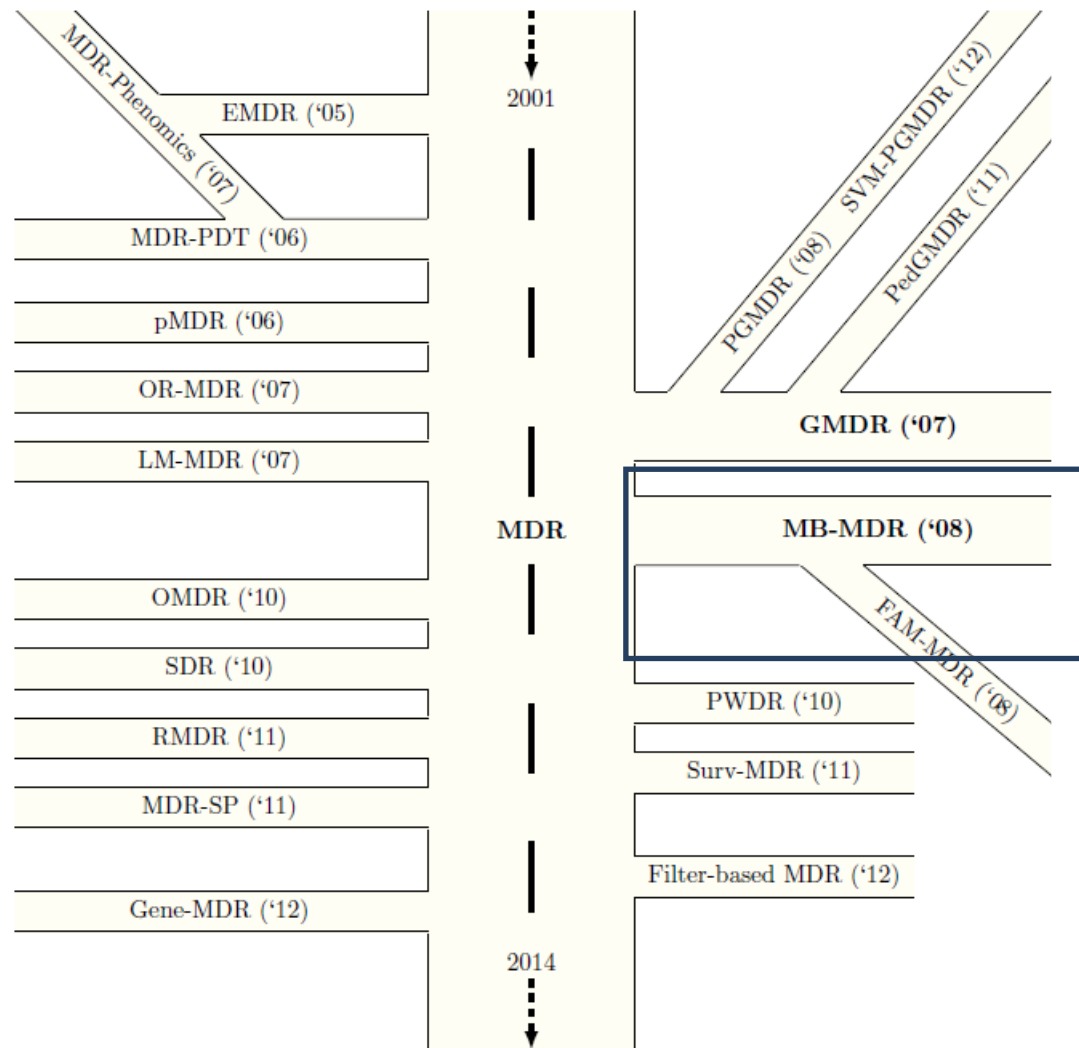 2001
MDR-Phenomics (‘07)
EMDR (‘05)
MDR-PDT (‘06)
pMDR (‘06)
OR-MDR (‘07)
LM-MDR (‘07)
OMDR (‘10)
SDR (‘10)
RMDR (‘11)
MDR-SP (‘11)
Gene-MDR (‘12)
MDR
2014
PGMDR (‘08)
SVM-PGMDR (‘12)
PedGMDR (‘11)
GMDR (‘07)
MB-MDR (‘08)
FAM-MDR (‘08)
PWDR (‘10)
Surv-MDR (‘11)
Filter-based MDR (‘12)